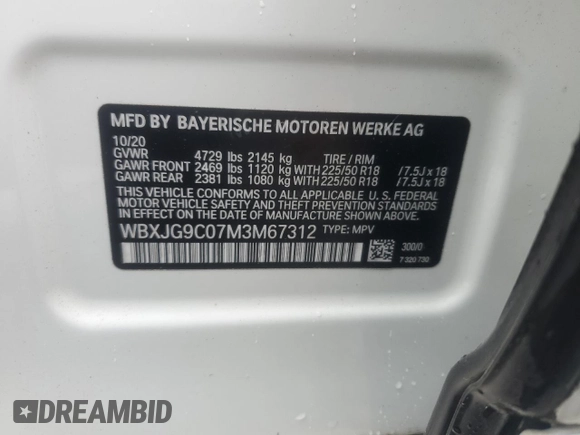 MFD BY BAYERISCHE MOTOREN WERKE AG
10/20
GVWR 4729 lbs 2145 kg TIRE / RIM
GAWR FRONT 2469 lbs 1120 kg WITH 225/50 R18 /7.5J x 18
GAWR REAR 2381 lbs 1080 kg WITH 225/50 R18 /7.5J x 18
THIS VEHICLE CONFORMS TO ALL APPLICABLE U. S. FEDERAL
MOTOR VEHICLE SAFETY, BUMPER, AND THEFT PREVENTION
STANDARDS IN EFFECT ON THE DATE OF MANUFACTURE SHOWN ABOVE.
WBXJG9C07M3M67312 TYPE: MPV
300/0
7 320 730
DREAMBID